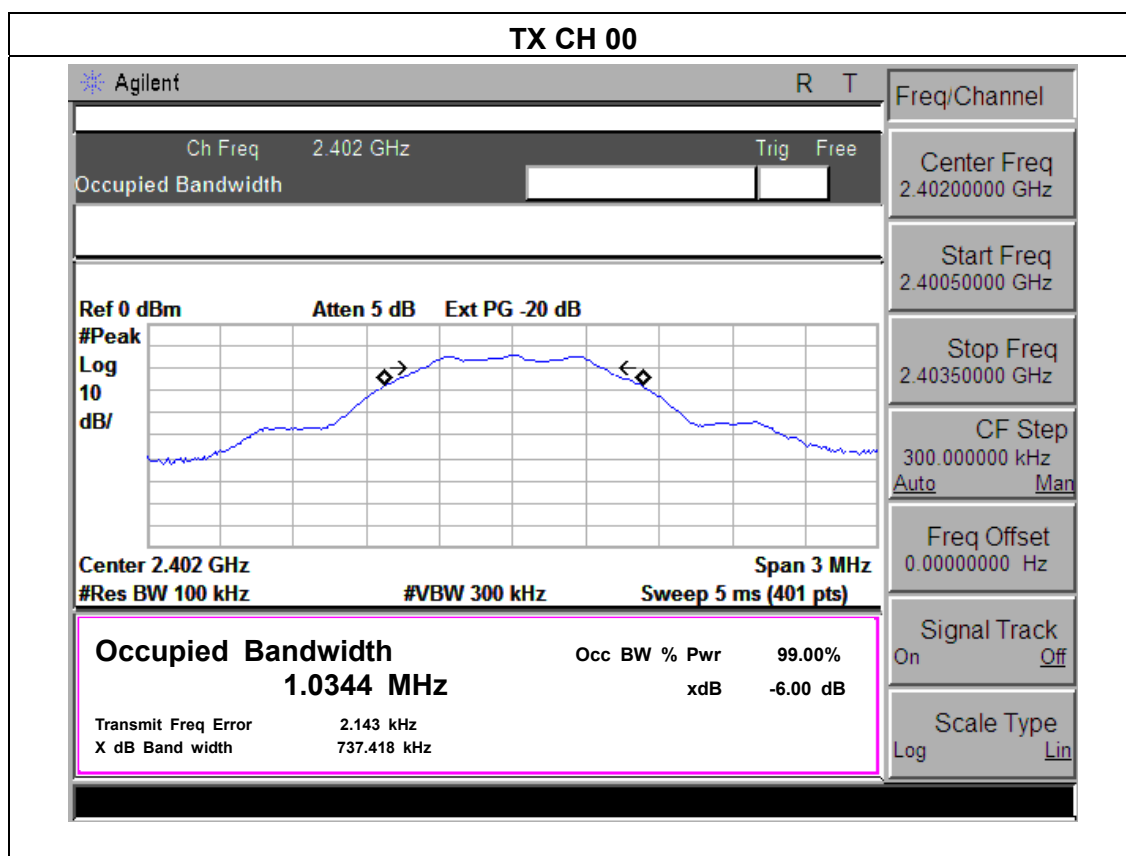 TX CH 00
Agilent R T
Ch Freq 2.402 GHz Trig Free
Occupied Bandwidth
Ref 0 dBm Atten 5 dB Ext PG -20 dB
#Peak
Log
10
dB/
Center 2.402 GHz Span 3 MHz
#Res BW 100 kHz #VBW 300 kHz Sweep 5 ms (401 pts)
Occupied Bandwidth Occ BW % Pwr 99.00%
1.0344 MHz xdB -6.00 dB
Transmit Freq Error 2.143 kHz
X dB Band width 737.418 kHz
Freq/Channel
Center Freq
2.40200000 GHz
Start Freq
2.40050000 GHz
Stop Freq
2.40350000 GHz
CF Step
300.000000 kHz
Auto Man
Freq Offset
0.00000000 Hz
Signal Track
On Off
Scale Type
Log Lin